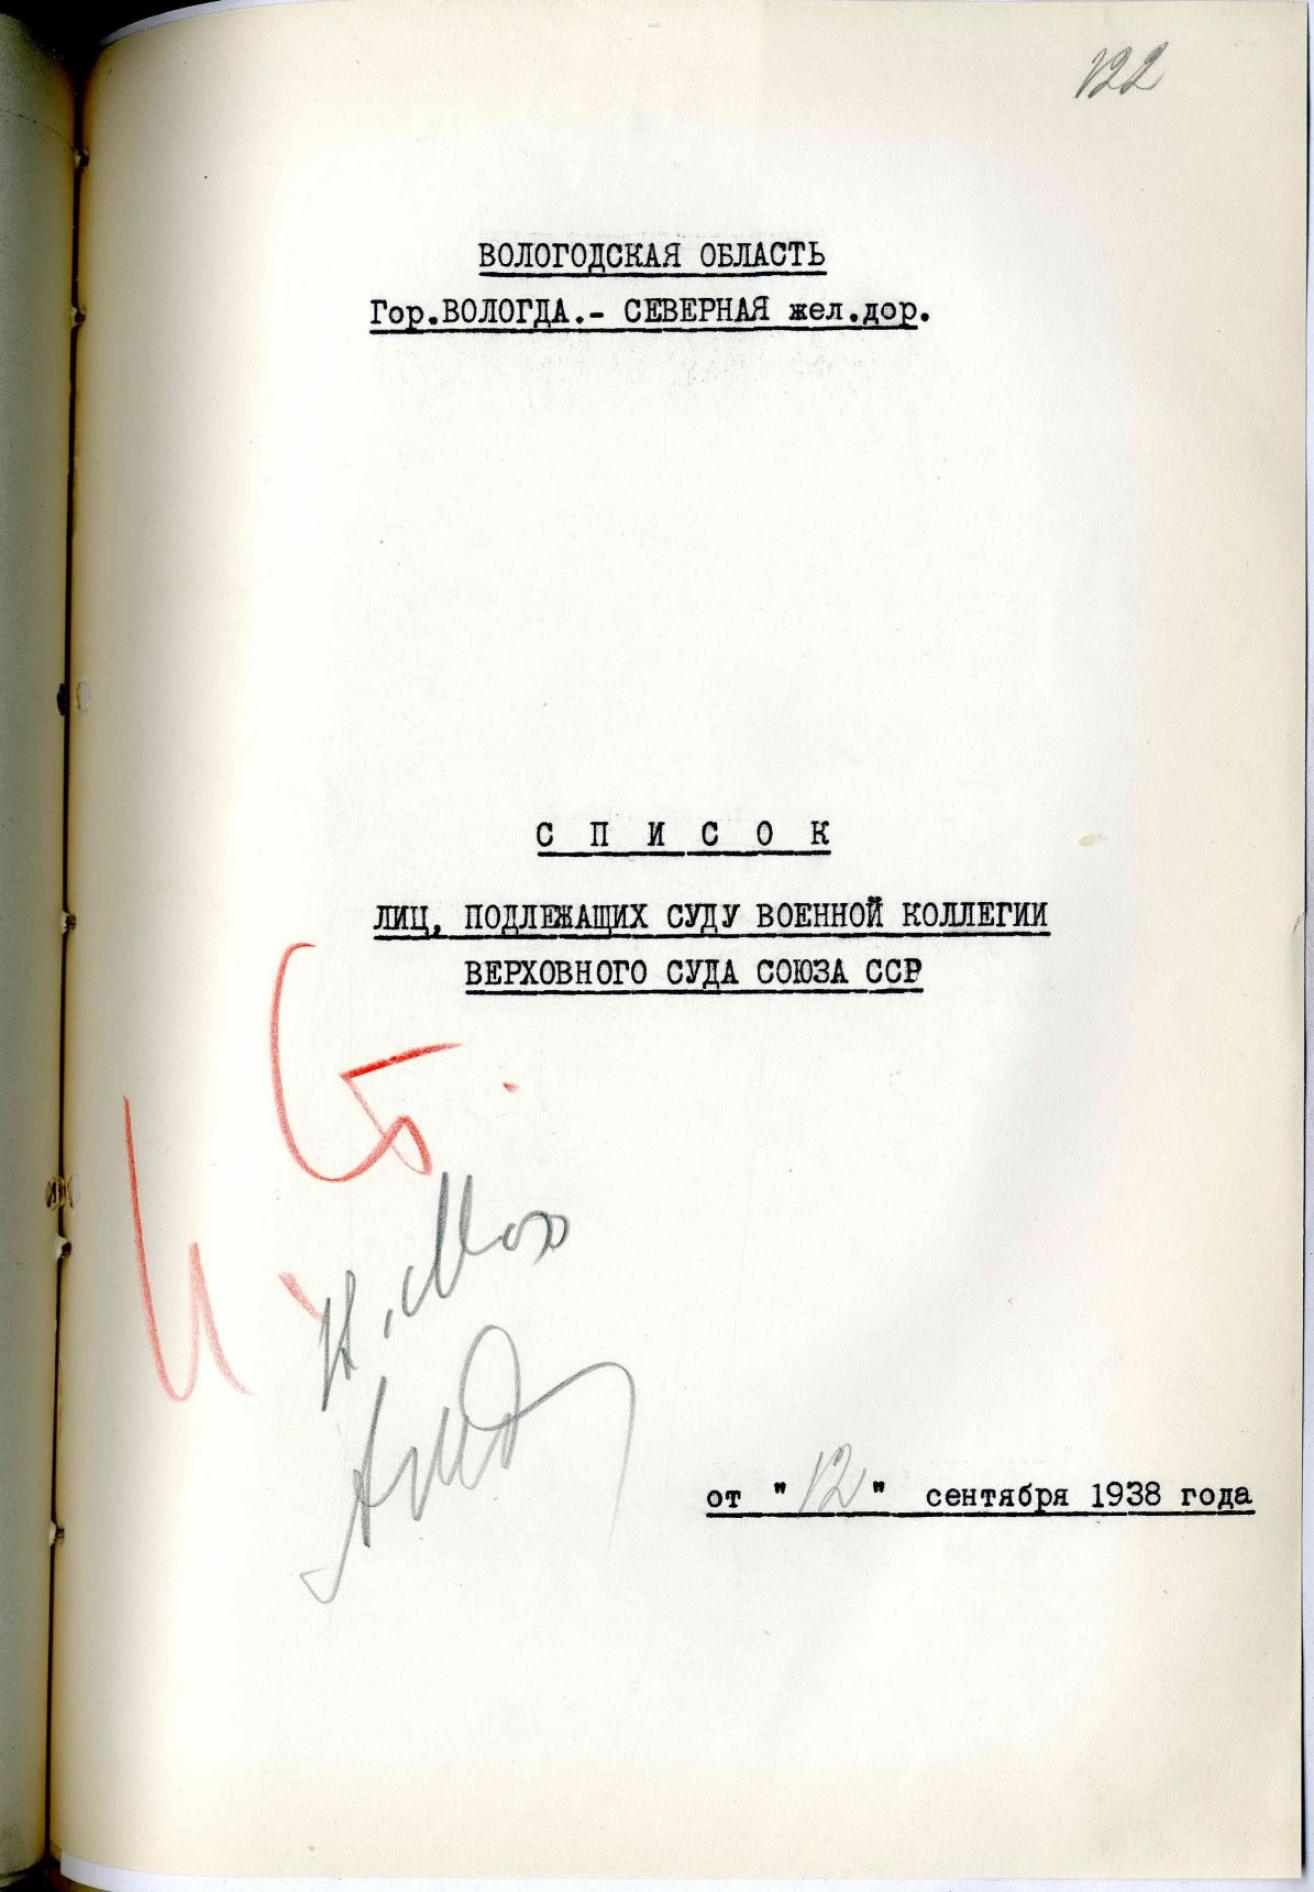 122
ВОЛОГОДСКАЯ ОБЛАСТЬ
Гор.ВОЛОГДА.- СЕВЕРНАЯ жел.дор.
С П И С О К
ЛИЦ, ПОДЛЕЖАЩИХ СУДУ ВОЕННОЙ КОЛЛЕГИИ
ВЕРХОВНОГО СУДА СОЮЗА ССР
от "12" сентября 1938 года